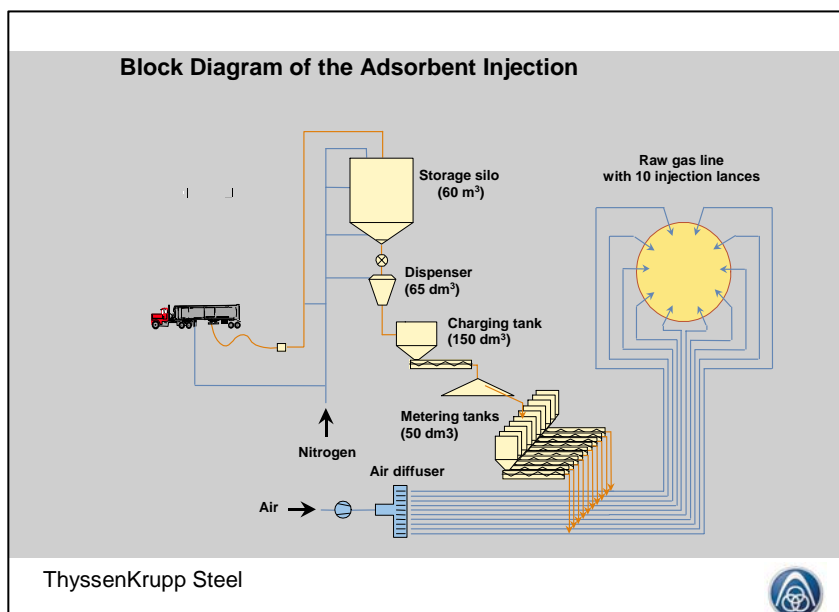 Block Diagram of the Adsorbent Injection
Storage silo
(60 m³)
Raw gas line
with 10 injection lances
Dispenser
(65 dm³)
Charging tank
(150 dm³)
Metering tanks
(50 dm3)
Nitrogen
Air diffuser
Air
ThyssenKrupp Steel